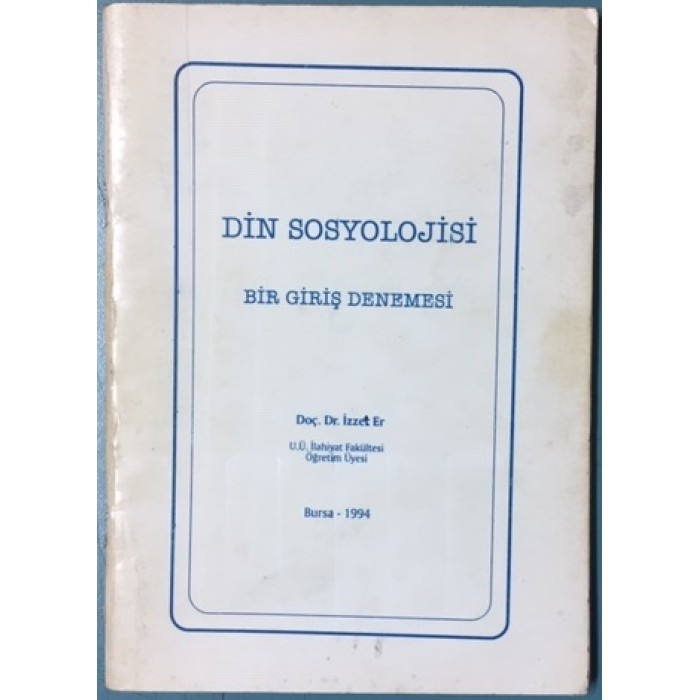 DİN SOSYOLOJİSİ
BİR GİRİŞ DENEMESİ
Doç. Dr. İzzet Er
U.Ü. İlahiyat Fakültesi
Öğretim Üyesi
Bursa - 1994